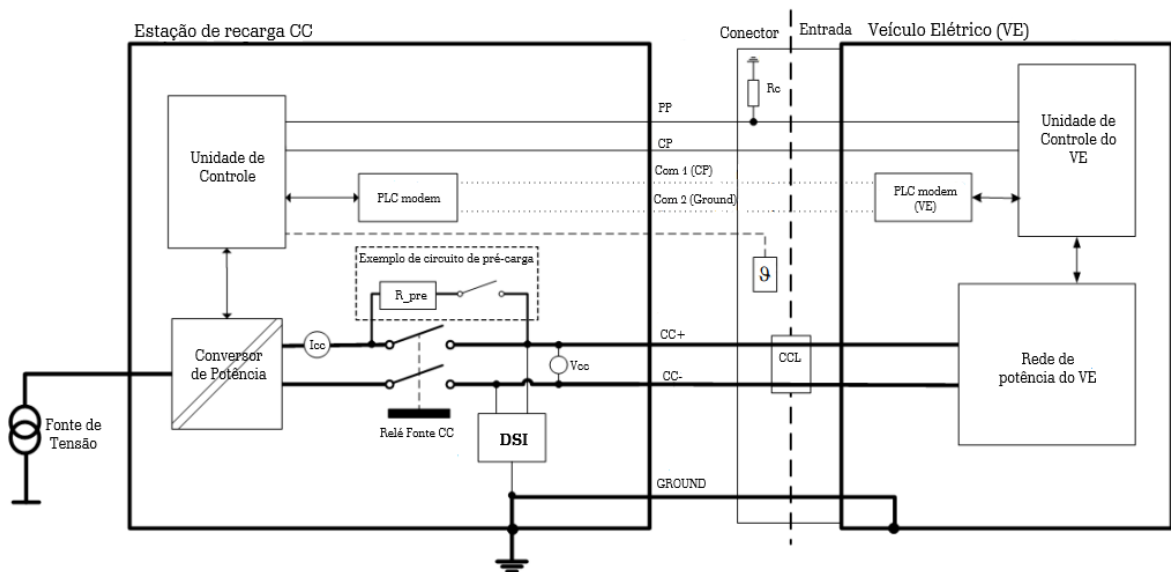 Estação de recarga CC
Conector
Entrada
Veículo Elétrico (VE)
Rc
PP
CP
Unidade de
Controle
Unidade de
Controle do
VE
Com 1 (CP)
PLC modem
Com 2 (Ground)
PLC modem
(VE)
Exemplo de circuito de pré-carga
R_pre
ϑ
Conversor
de Potência
Icc
CC+
Vcc
CCL
CC-
Rede de
potência do VE
Relé Fonte CC
DSI
Fonte de
Tensão
GROUND